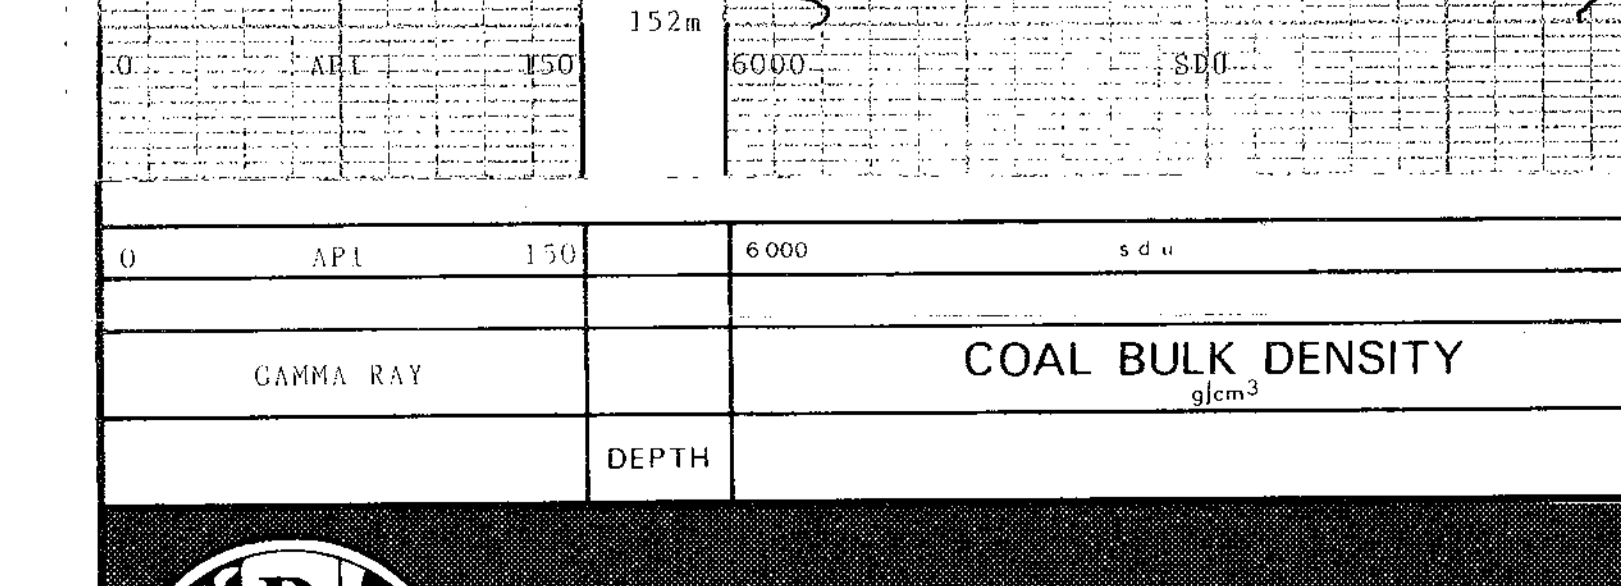 152m
0 API 150 6000 SDU
0 API 150 6000 sdu
GAMMA RAY COAL BULK DENSITY
g/cm³
DEPTH